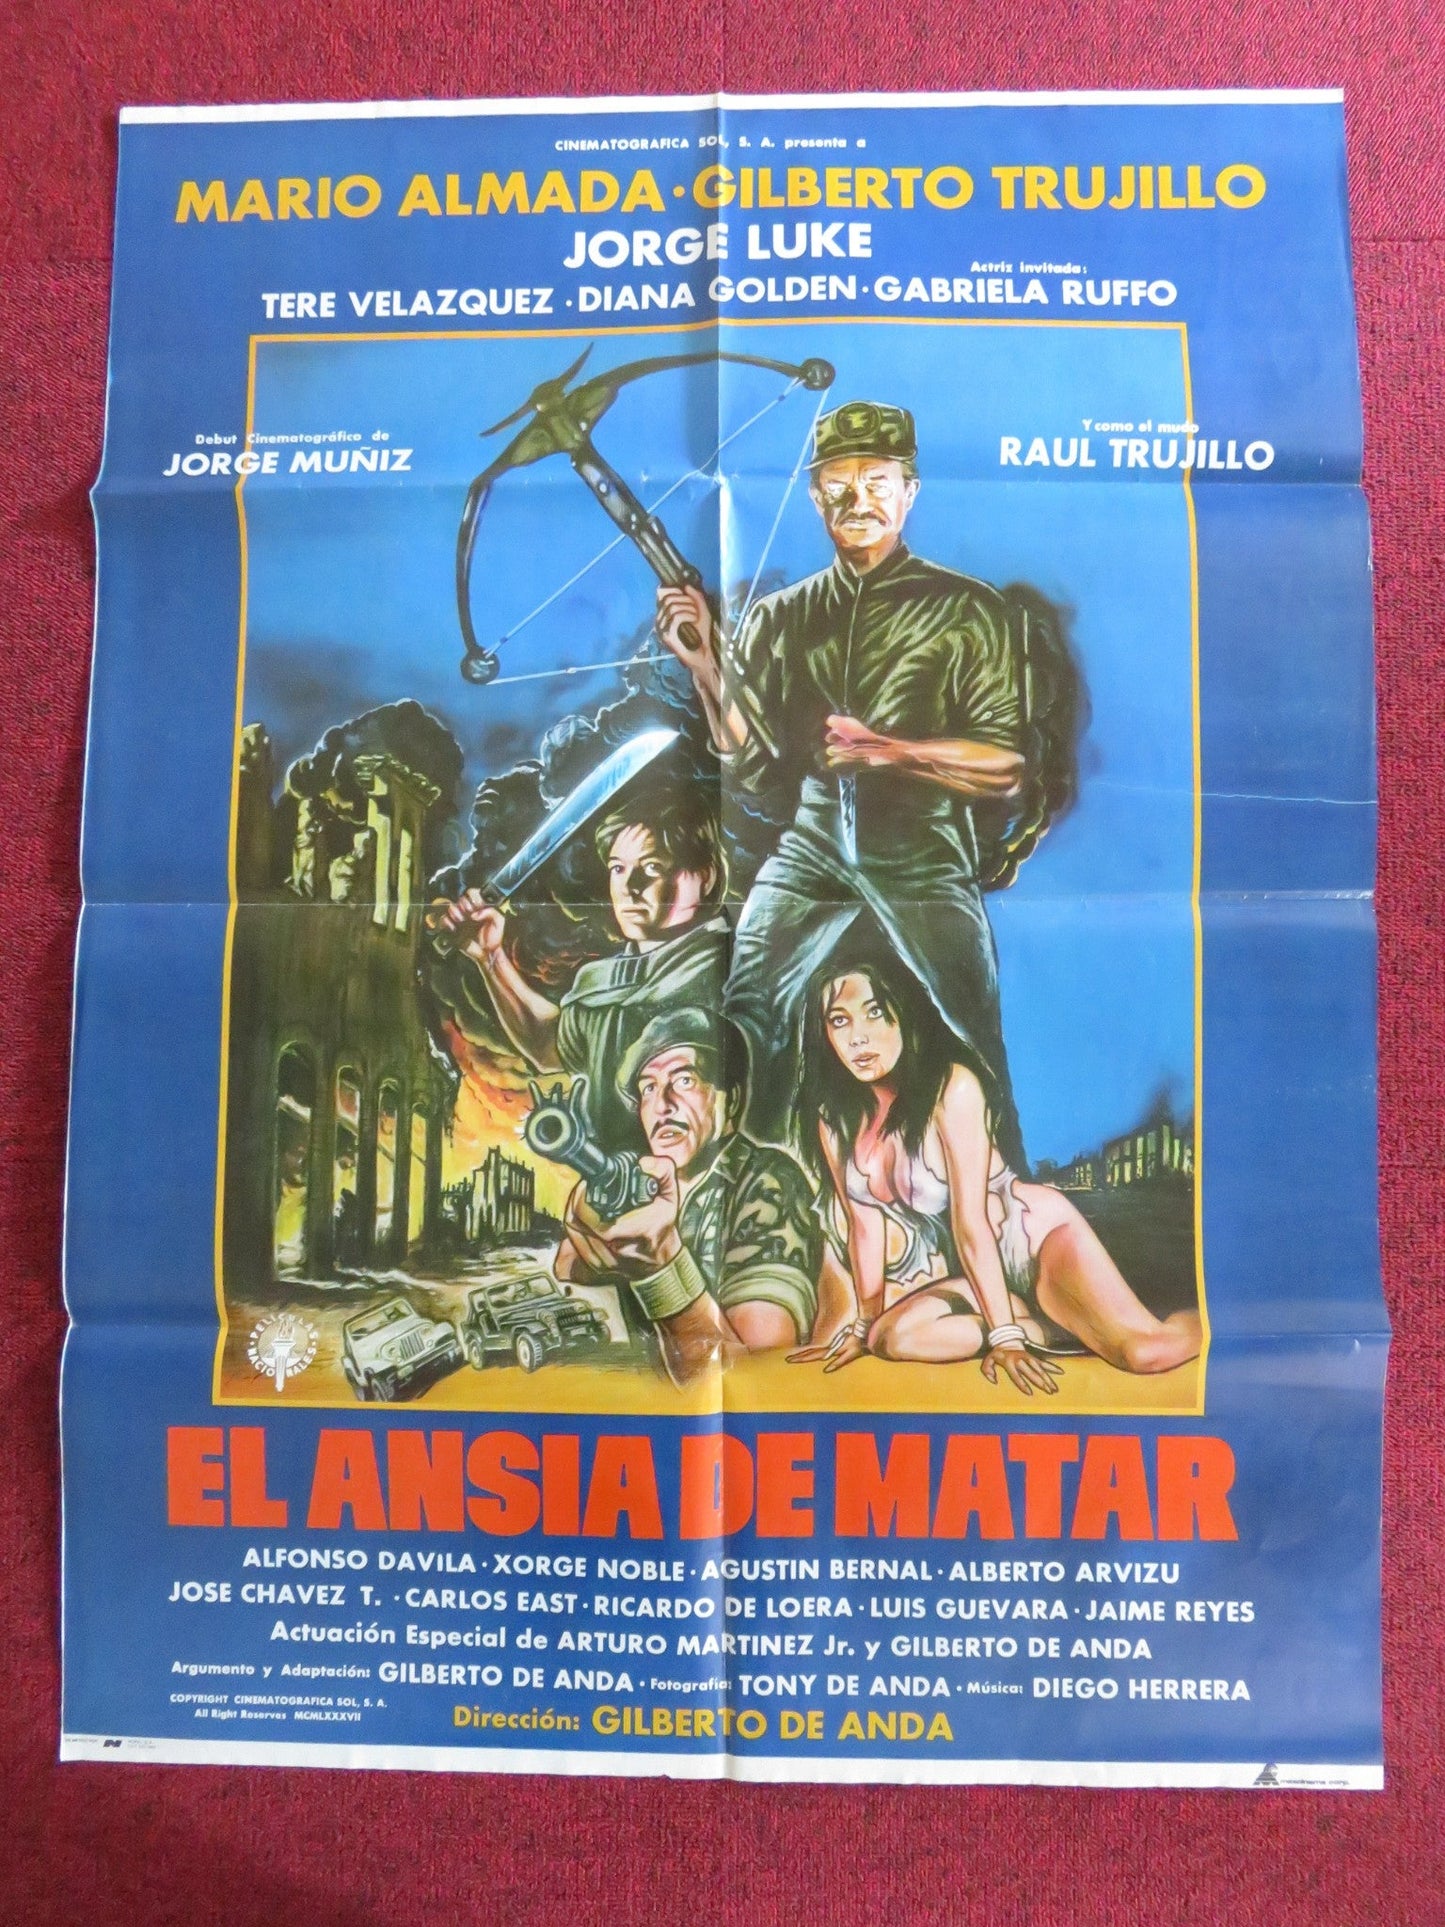 CINEMATOGRAFICA SOL, S. A. presenta a
MARIO ALMADA · GILBERTO TRUJILLO
JORGE LUKE
Actriz invitada:
TERE VELAZQUEZ · DIANA GOLDEN · GABRIELA RUFFO
Debut Cinematográfico de
JORGE MUÑIZ
Y como el mudo
RAUL TRUJILLO
PELICULAS NACIONALES
EL ANSIA DE MATAR
ALFONSO DAVILA · XORGE NOBLE · AGUSTIN BERNAL · ALBERTO ARVIZU
JOSE CHAVEZ T. · CARLOS EAST · RICARDO DE LOERA · LUIS GUEVARA · JAIME REYES
Actuación Especial de ARTURO MARTINEZ Jr. y GILBERTO DE ANDA
Argumento y Adaptación: GILBERTO DE ANDA · Fotografía: TONY DE ANDA · Música: DIEGO HERRERA
COPYRIGHT CINEMATOGRAFICA SOL, S. A.
All Right Reserves MCMLXXXVII
Dirección: GILBERTO DE ANDA
mexcinema corp.